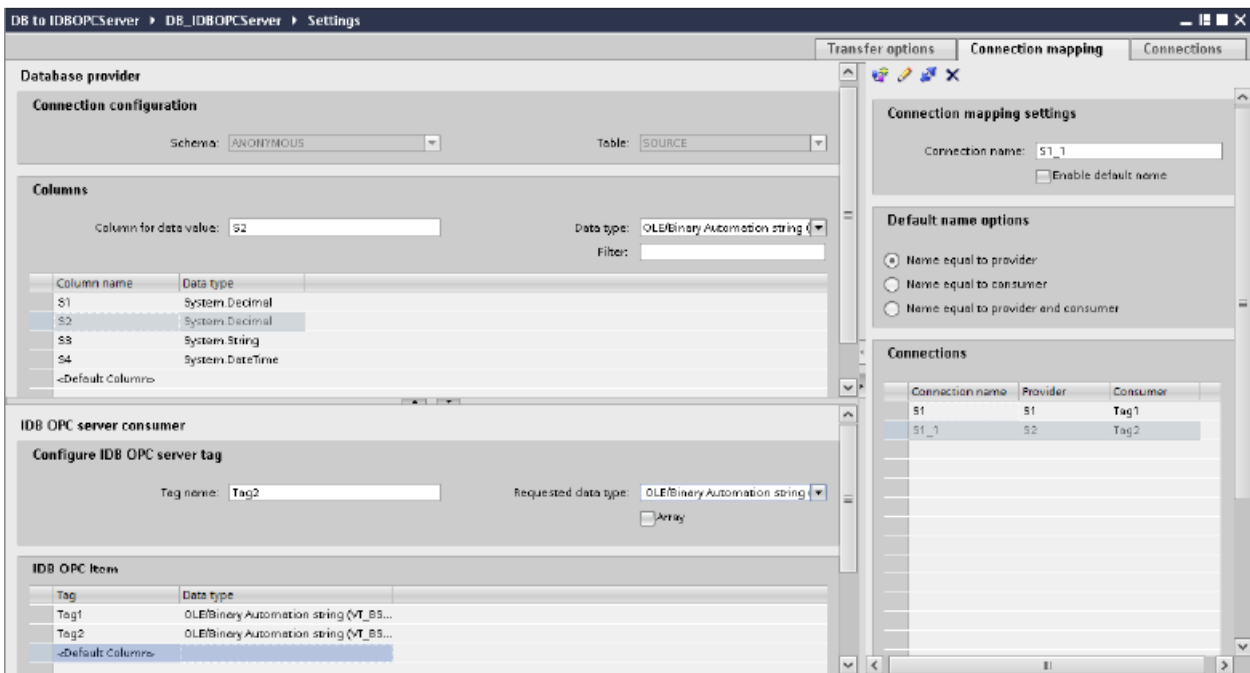 DB to IDBOPCServer ▸ DB_IDBOPCServer ▸ Settings
Transfer options Connection mapping Connections
Database provider
Connection configuration
Schema: ANONYMOUS Table: SOURCE
Columns
Column for data value: S2 Data type: OLE/Binary Automation string (
Filter:
Column name Data type
S1 System.Decimal
S2 System.Decimal
S3 System.String
S4 System.DateTime
<Default Column>
IDB OPC server consumer
Configure IDB OPC server tag
Tag name: Tag2 Requested data type: OLE/Binary Automation string (
Array
IDB OPC Item
Tag Data type
Tag1 OLE/Binary Automation string (VT_BS...
Tag2 OLE/Binary Automation string (VT_BS...
<Default Column>
Connection mapping settings
Connection name: S1_1
Enable default name
Default name options
Name equal to provider
Name equal to consumer
Name equal to provider and consumer
Connections
Connection name Provider Consumer
S1 S1 Tag1
S1_1 S2 Tag2